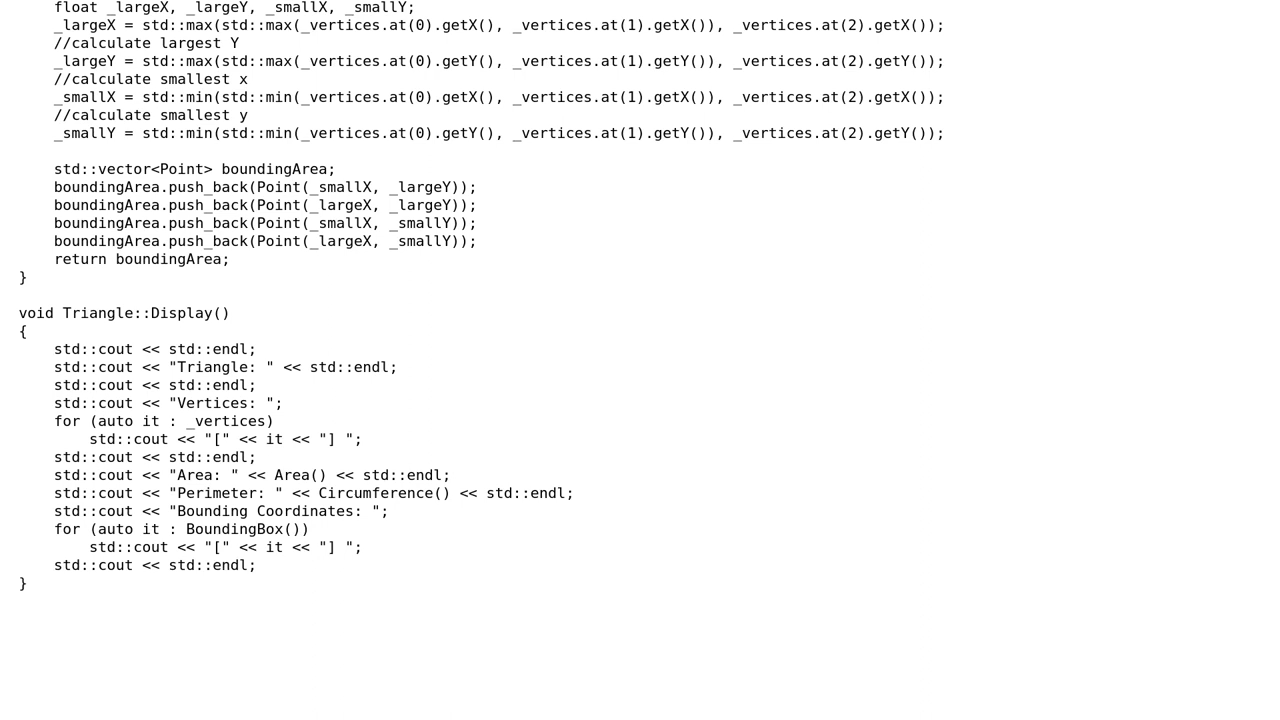 float _largeX, _largeY, _smallX, _smallY;
    _largeX = std::max(std::max(_vertices.at(0).getX(), _vertices.at(1).getX()), _vertices.at(2).getX());
    //calculate largest Y
    _largeY = std::max(std::max(_vertices.at(0).getY(), _vertices.at(1).getY()), _vertices.at(2).getY());
    //calculate smallest x
    _smallX = std::min(std::min(_vertices.at(0).getX(), _vertices.at(1).getX()), _vertices.at(2).getX());
    //calculate smallest y
    _smallY = std::min(std::min(_vertices.at(0).getY(), _vertices.at(1).getY()), _vertices.at(2).getY());

    std::vector<Point> boundingArea;
    boundingArea.push_back(Point(_smallX, _largeY));
    boundingArea.push_back(Point(_largeX, _largeY));
    boundingArea.push_back(Point(_smallX, _smallY));
    boundingArea.push_back(Point(_largeX, _smallY));
    return boundingArea;
}

void Triangle::Display()
{
    std::cout << std::endl;
    std::cout << "Triangle: " << std::endl;
    std::cout << std::endl;
    std::cout << "Vertices: ";
    for (auto it : _vertices)
        std::cout << "[" << it << "] ";
    std::cout << std::endl;
    std::cout << "Area: " << Area() << std::endl;
    std::cout << "Perimeter: " << Circumference() << std::endl;
    std::cout << "Bounding Coordinates: ";
    for (auto it : BoundingBox())
        std::cout << "[" << it << "] ";
    std::cout << std::endl;
}